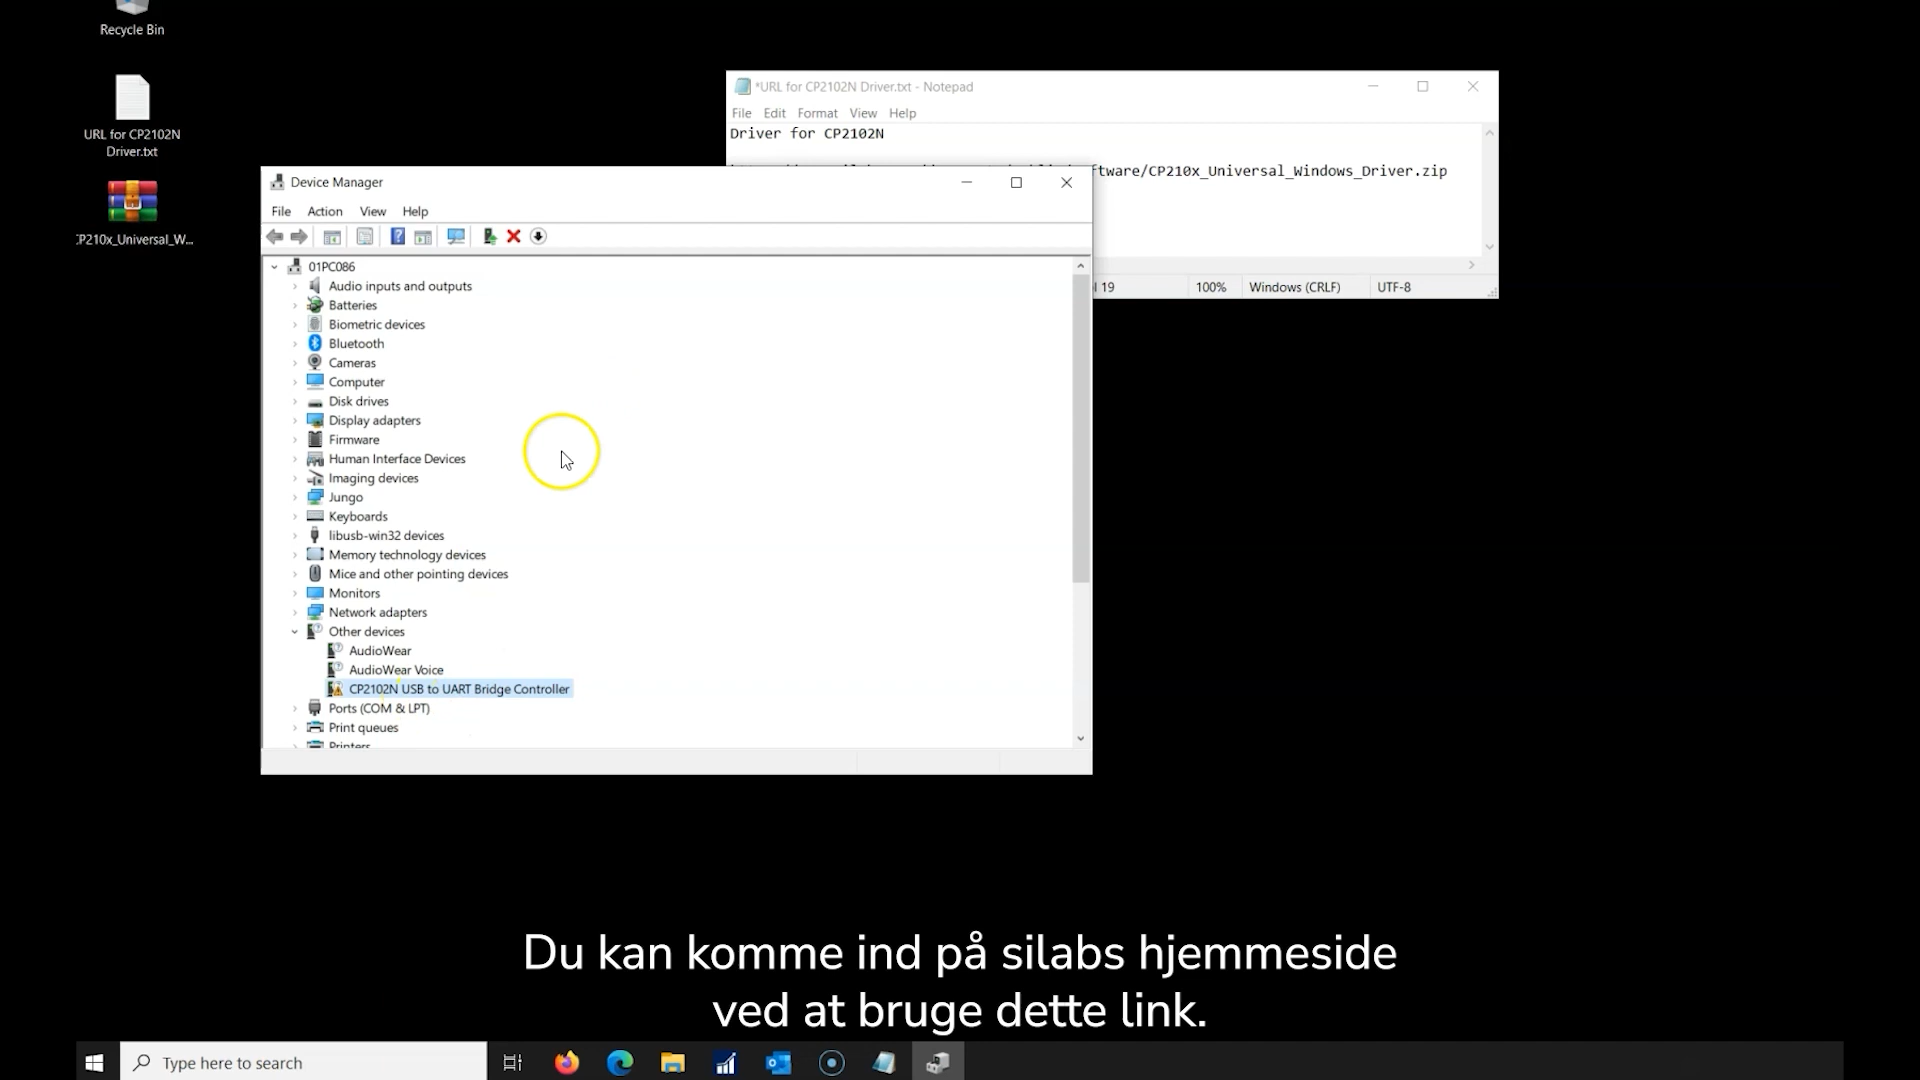 Recycle Bin
URL for CP2102N
Driver.txt
CP210x_Universal_W...
*URL for CP2102N Driver.txt - Notepad
File Edit Format View Help
Driver for CP2102N
ftware/CP210x_Universal_Windows_Driver.zip
19 100% Windows (CRLF) UTF-8
Device Manager
File Action View Help
01PC086
Audio inputs and outputs
Batteries
Biometric devices
Bluetooth
Cameras
Computer
Disk drives
Display adapters
Firmware
Human Interface Devices
Imaging devices
Jungo
Keyboards
libusb-win32 devices
Memory technology devices
Mice and other pointing devices
Monitors
Network adapters
Other devices
AudioWear
AudioWear Voice
CP2102N USB to UART Bridge Controller
Ports (COM & LPT)
Print queues
Printers
Du kan komme ind på silabs hjemmeside
ved at bruge dette link.
Type here to search